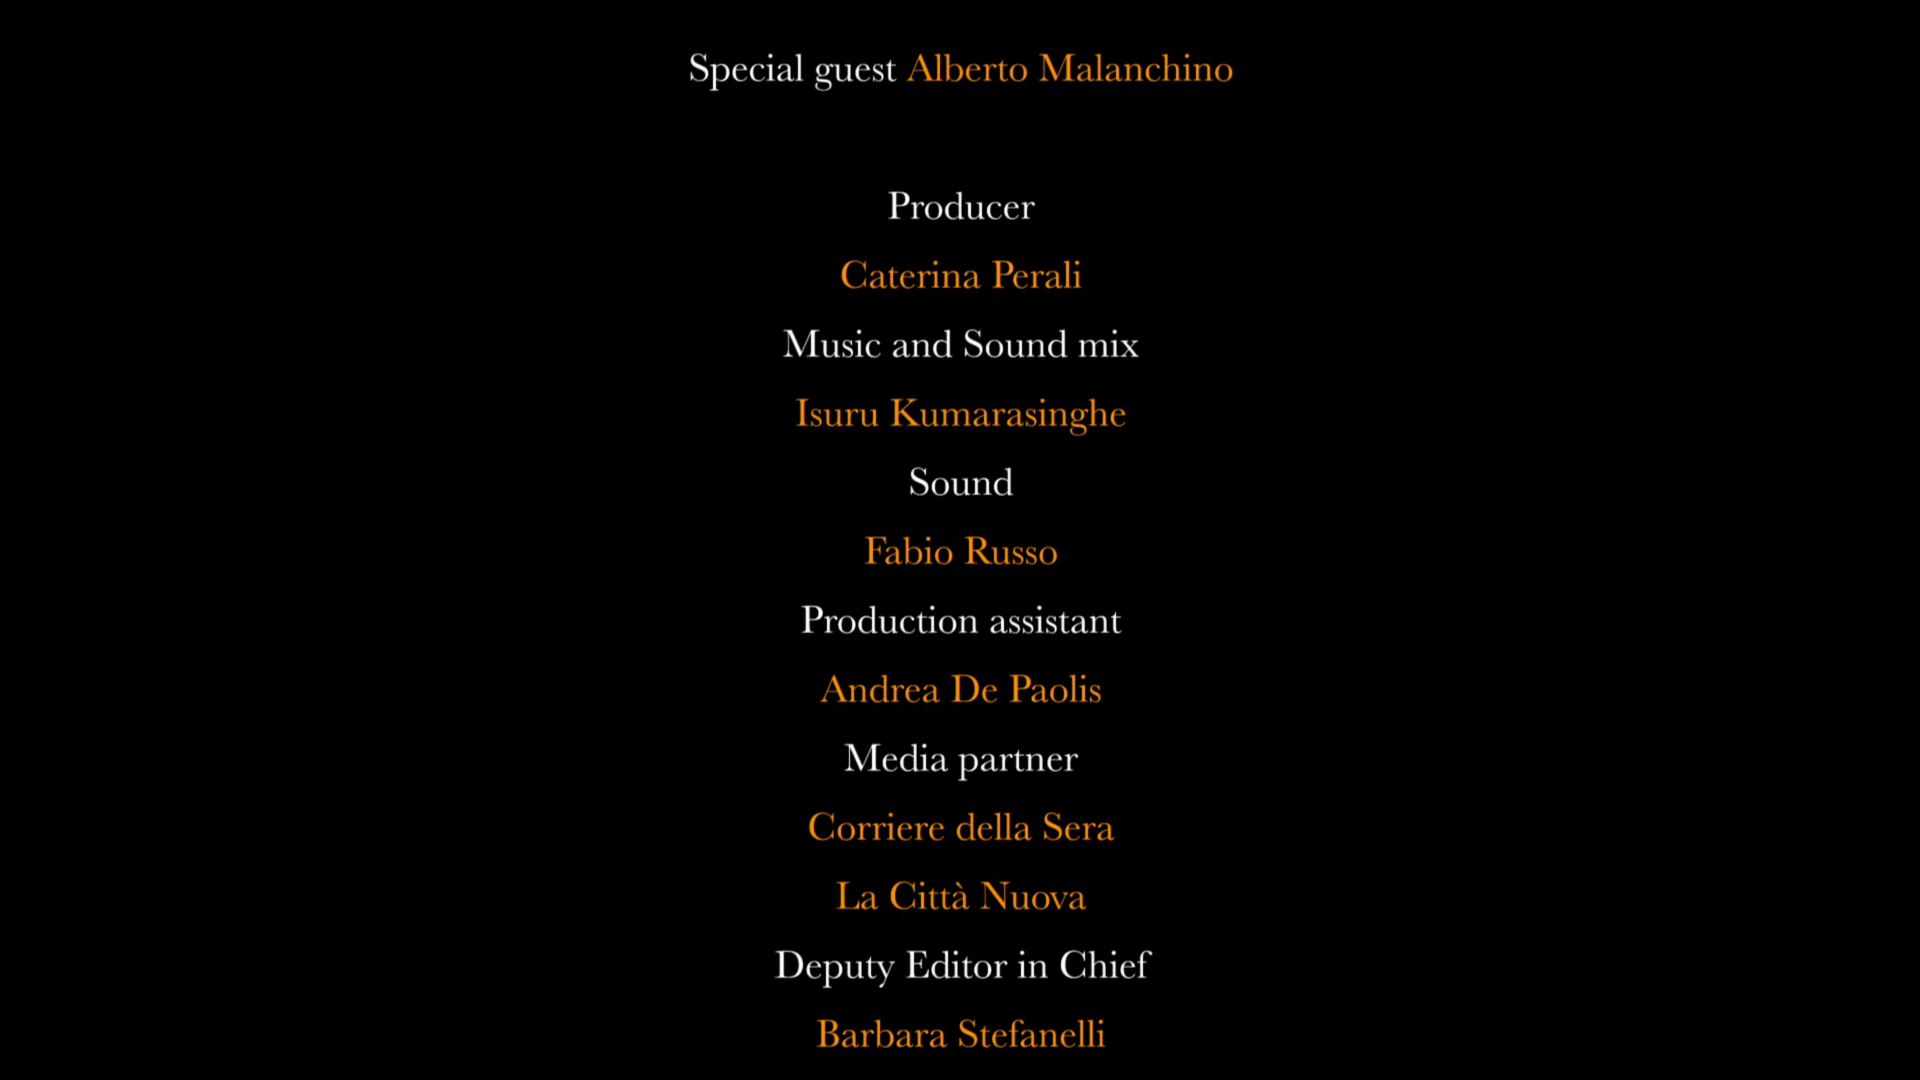 Special guest Alberto Malanchino
Producer
Caterina Perali
Music and Sound mix
Isuru Kumarasinghe
Sound
Fabio Russo
Production assistant
Andrea De Paolis
Media partner
Corriere della Sera
La Città Nuova
Deputy Editor in Chief
Barbara Stefanelli